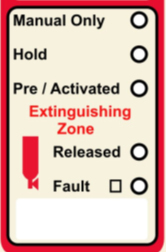 Manual Only
Hold
Pre / Activated
Extinguishing
Zone
Released
Fault